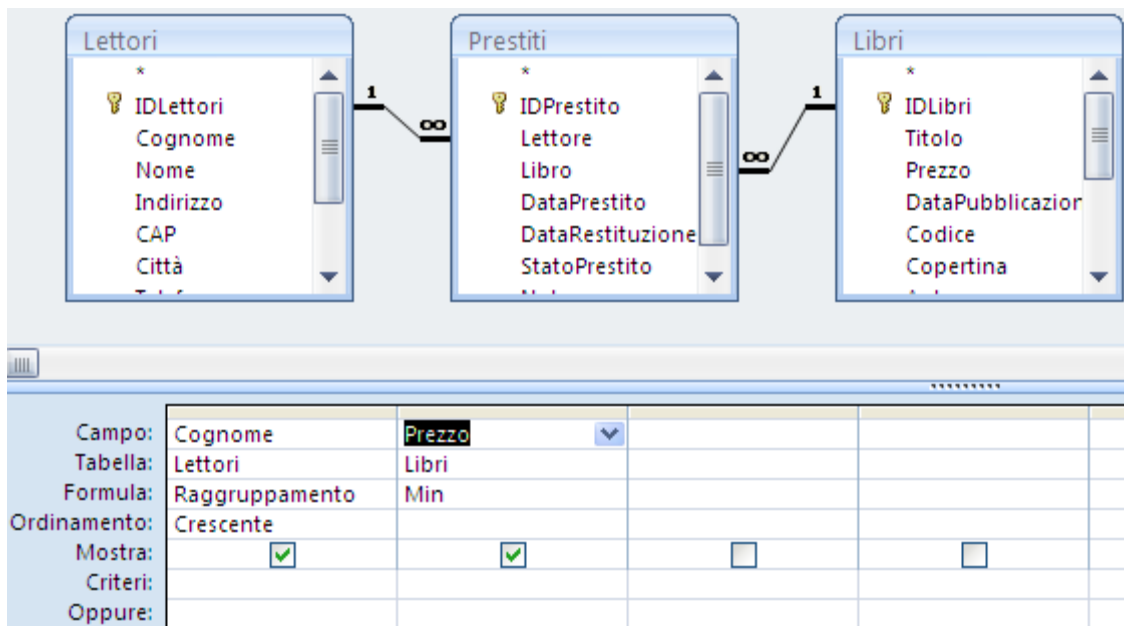 Lettori Prestiti Libri
* * *
IDLettori IDPrestito IDLibri
1 1
Cognome Lettore Titolo
∞
Nome Libro Prezzo
∞
Indirizzo DataPrestito DataPubblicazion
CAP DataRestituzione Codice
Città StatoPrestito Copertina
Campo: Cognome Prezzo
Tabella: Lettori Libri
Formula: Raggruppamento Min
Ordinamento: Crescente
Mostra:
Criteri:
Oppure: